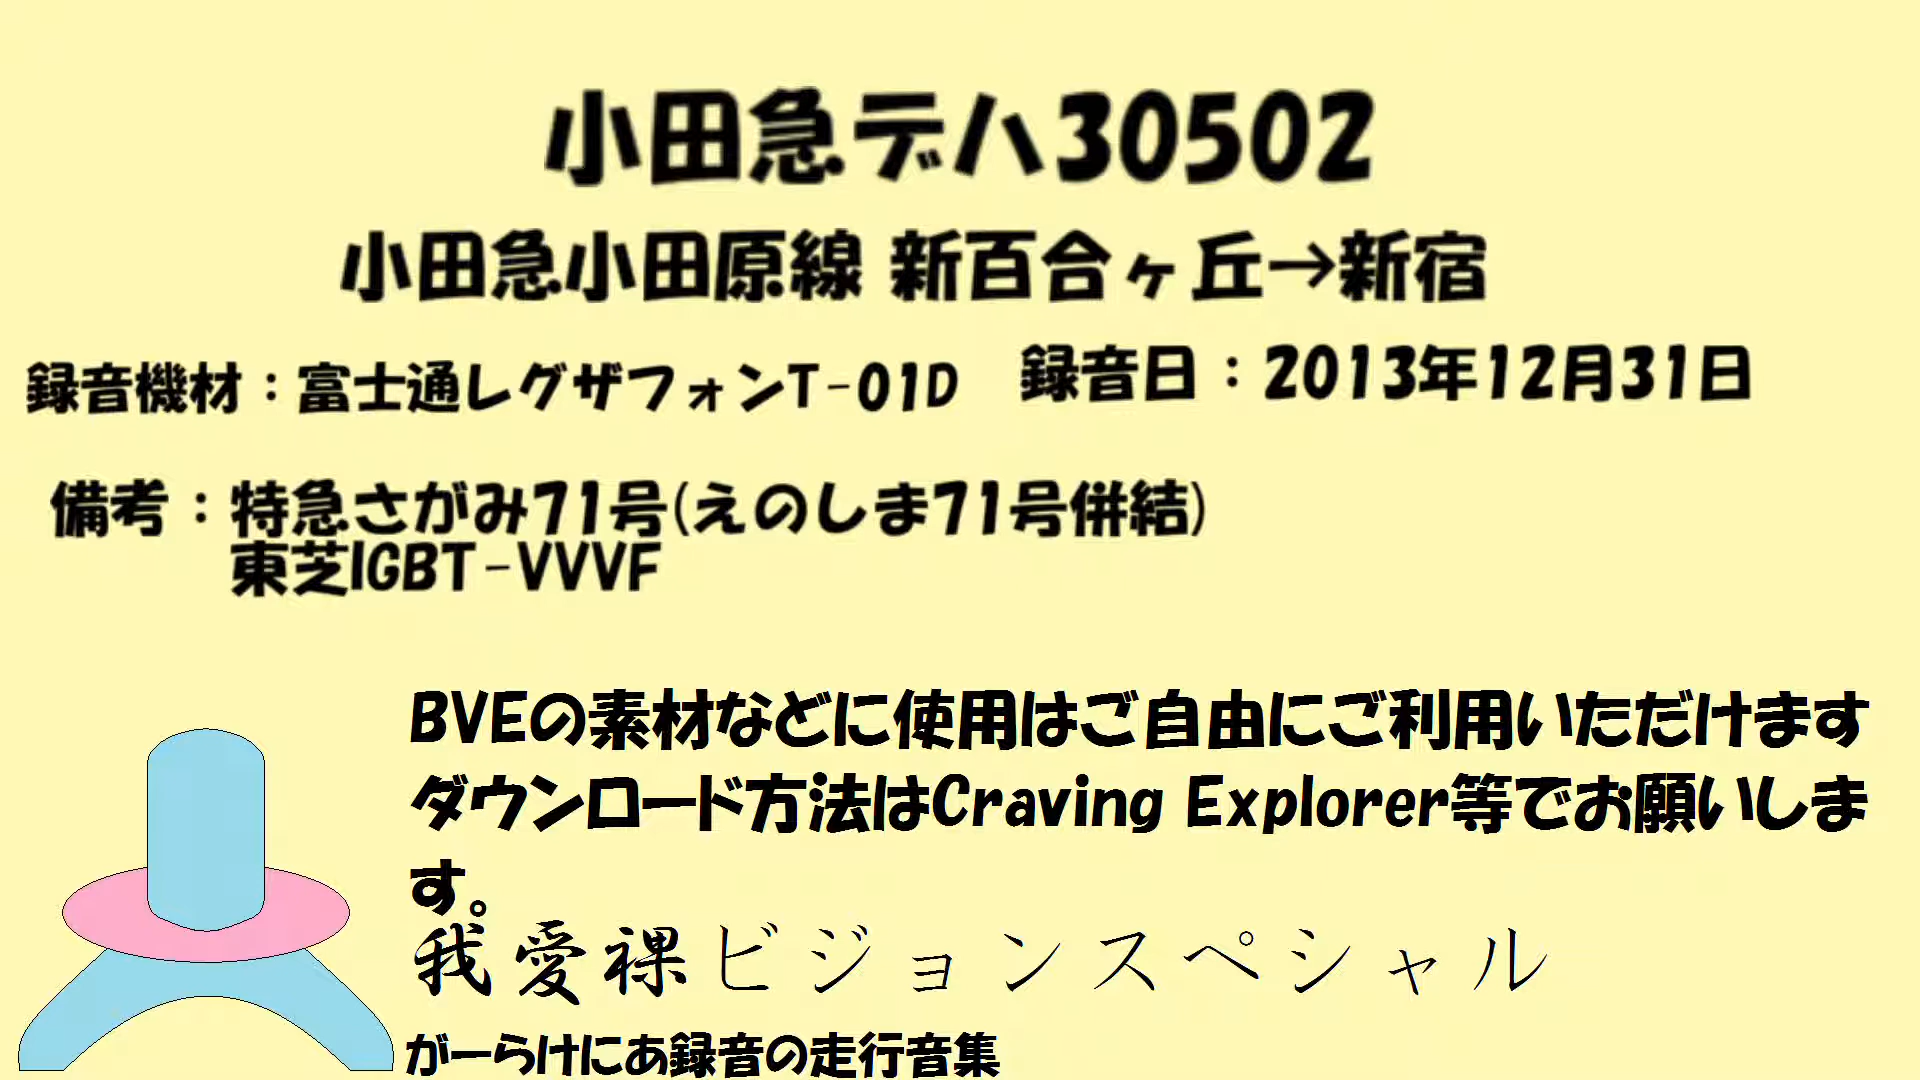 小田急デハ30502
小田急小田原線 新百合ヶ丘→新宿
録音機材：富士通レグザフォンT-01D 録音日：2013年12月31日
備考：特急さがみ71号(えのしま71号併結)
東芝IGBT-VVVF
BVEの素材などに使用はご自由にご利用いただけます
ダウンロード方法はCraving Explorer等でお願いしま
す。
我愛裸ビジョンスペシャル
がーらけにあ録音の走行音集